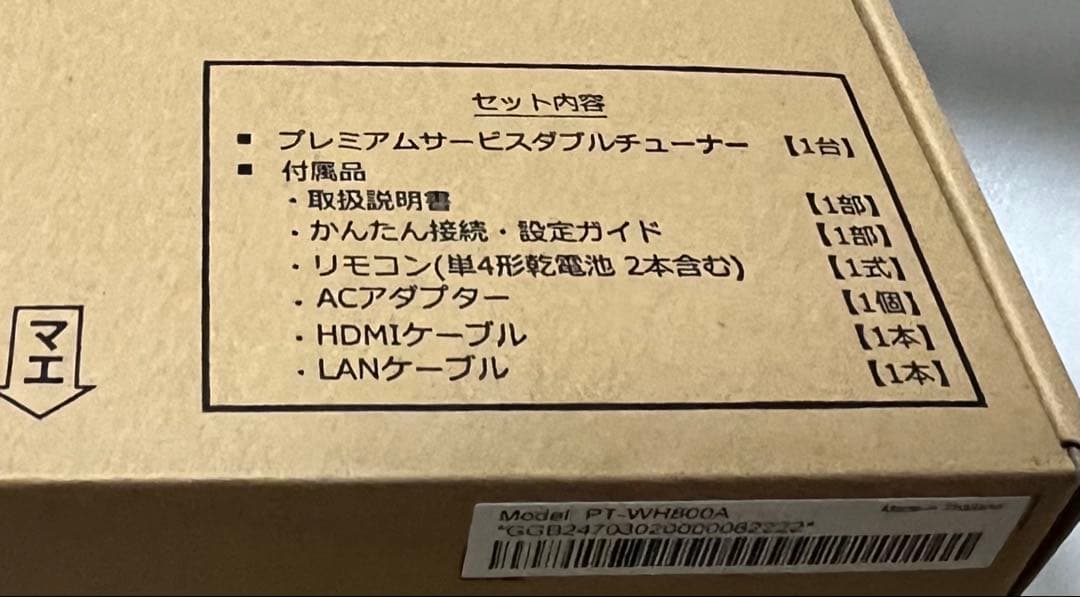 セット内容
■ プレミアムサービスダブルチューナー 【1台】
■ 付属品
・取扱説明書 【1部】
・かんたん接続・設定ガイド 【1部】
・リモコン(単4形乾電池 2本含む) 【1式】
・ACアダプター 【1個】
・HDMIケーブル 【1本】
・LANケーブル 【1本】
マエ
Model PT-WH800A